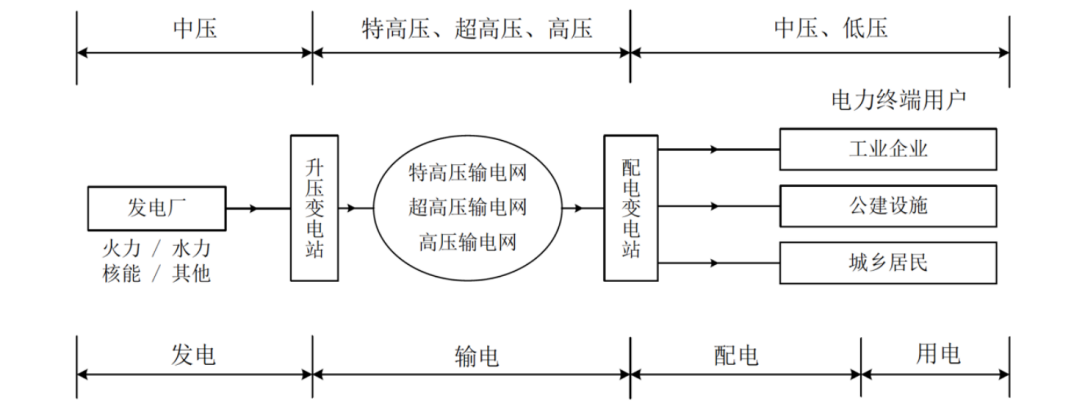 中压
特高压、超高压、高压
中压、低压
电力终端用户
发电厂
火力 / 水力
核能 / 其他
升压变电站
特高压输电网
超高压输电网
高压输电网
配电变电站
工业企业
公建设施
城乡居民
发电
输电
配电
用电